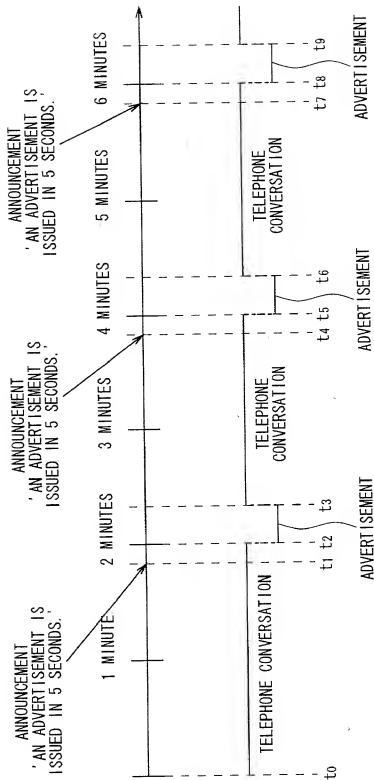 ANNOUNCEMENT
'AN ADVERTISEMENT IS
ISSUED IN 5 SECONDS.'
ANNOUNCEMENT
'AN ADVERTISEMENT IS
ISSUED IN 5 SECONDS.'
ANNOUNCEMENT
'AN ADVERTISEMENT IS
ISSUED IN 5 SECONDS.'
1 MINUTE
2 MINUTES
3 MINUTES
4 MINUTES
5 MINUTES
6 MINUTES
TELEPHONE CONVERSATION
TELEPHONE
CONVERSATION
TELEPHONE
CONVERSATION
t0
t1
t2
t3
t4
t5
t6
t7
t8
t9
ADVERTISEMENT
ADVERTISEMENT
ADVERTISEMENT